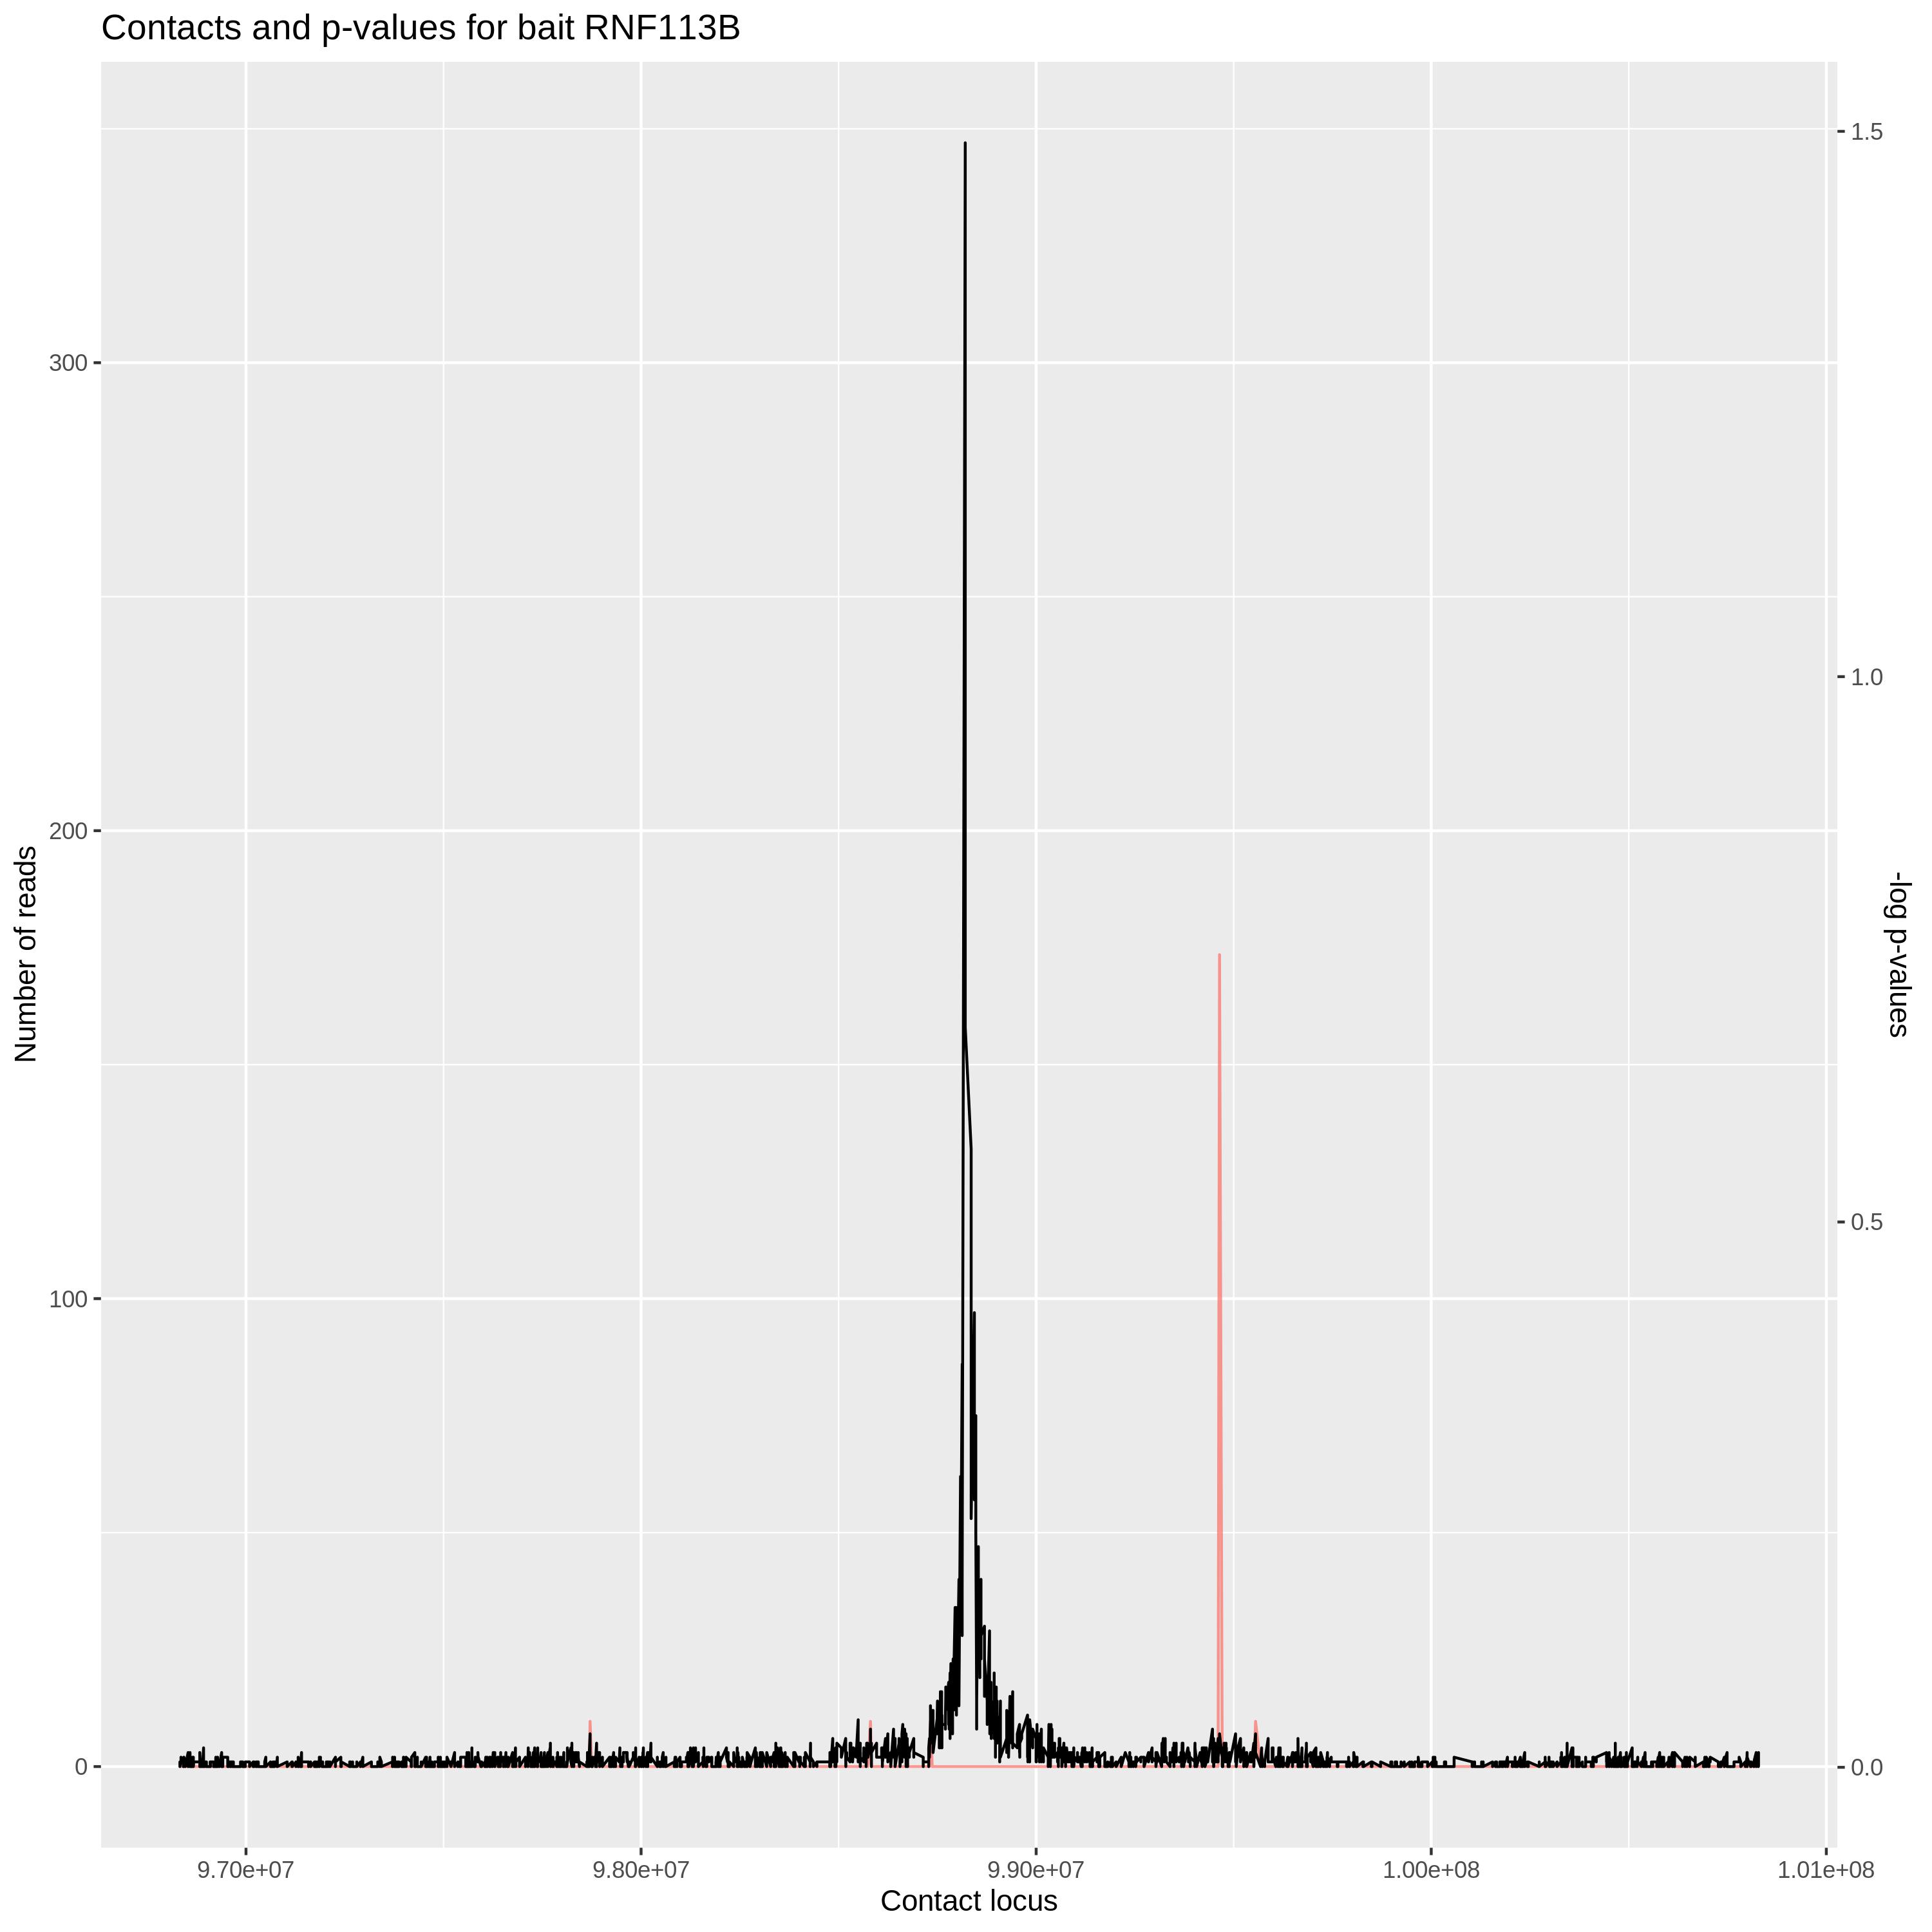 Contacts and p-values for bait RNF113B
Number of reads
300
200
100
0
1.5
1.0
0.5
0.0
-log p-values
9.70e+07 9.80e+07 9.90e+07 1.00e+08 1.01e+08
Contact locus